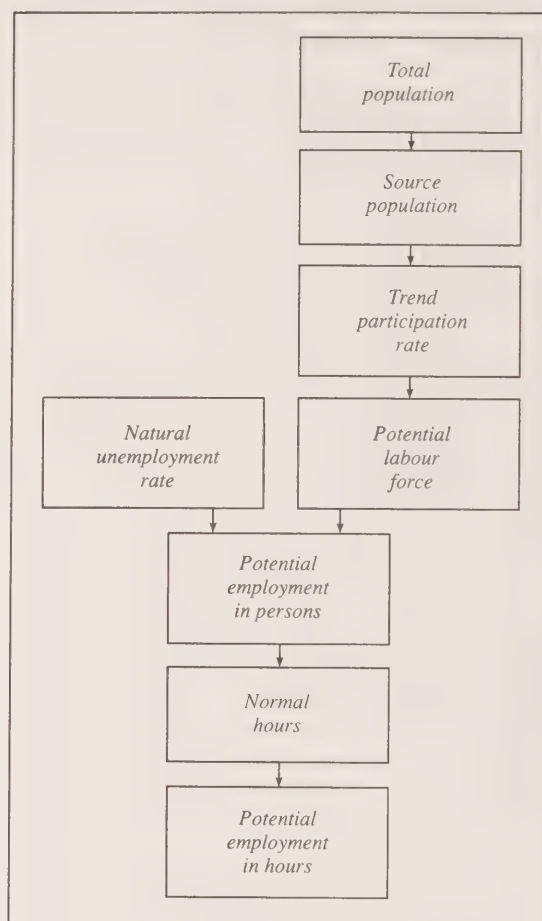 Total
population
Source
population
Trend
participation
rate
Natural
unemployment
rate
Potential
labour
force
Potential
employment
in persons
Normal
hours
Potential
employment
in hours